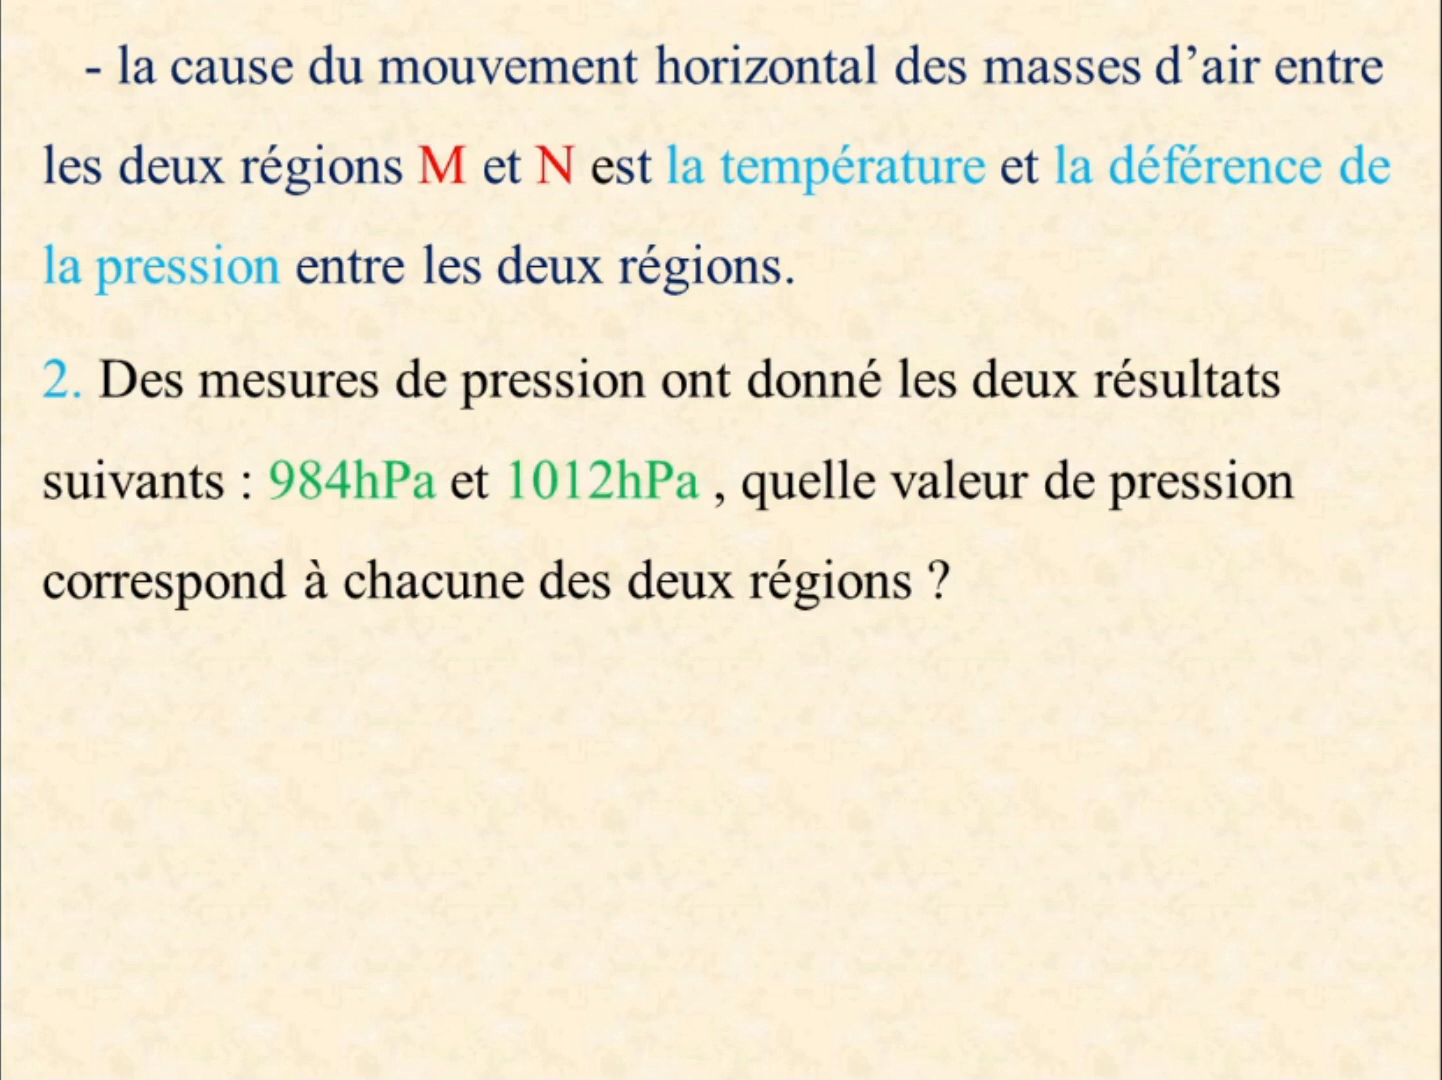 - la cause du mouvement horizontal des masses d’air entre
les deux régions M et N est la température et la déférence de
la pression entre les deux régions.
2. Des mesures de pression ont donné les deux résultats
suivants : 984hPa et 1012hPa , quelle valeur de pression
correspond à chacune des deux régions ?